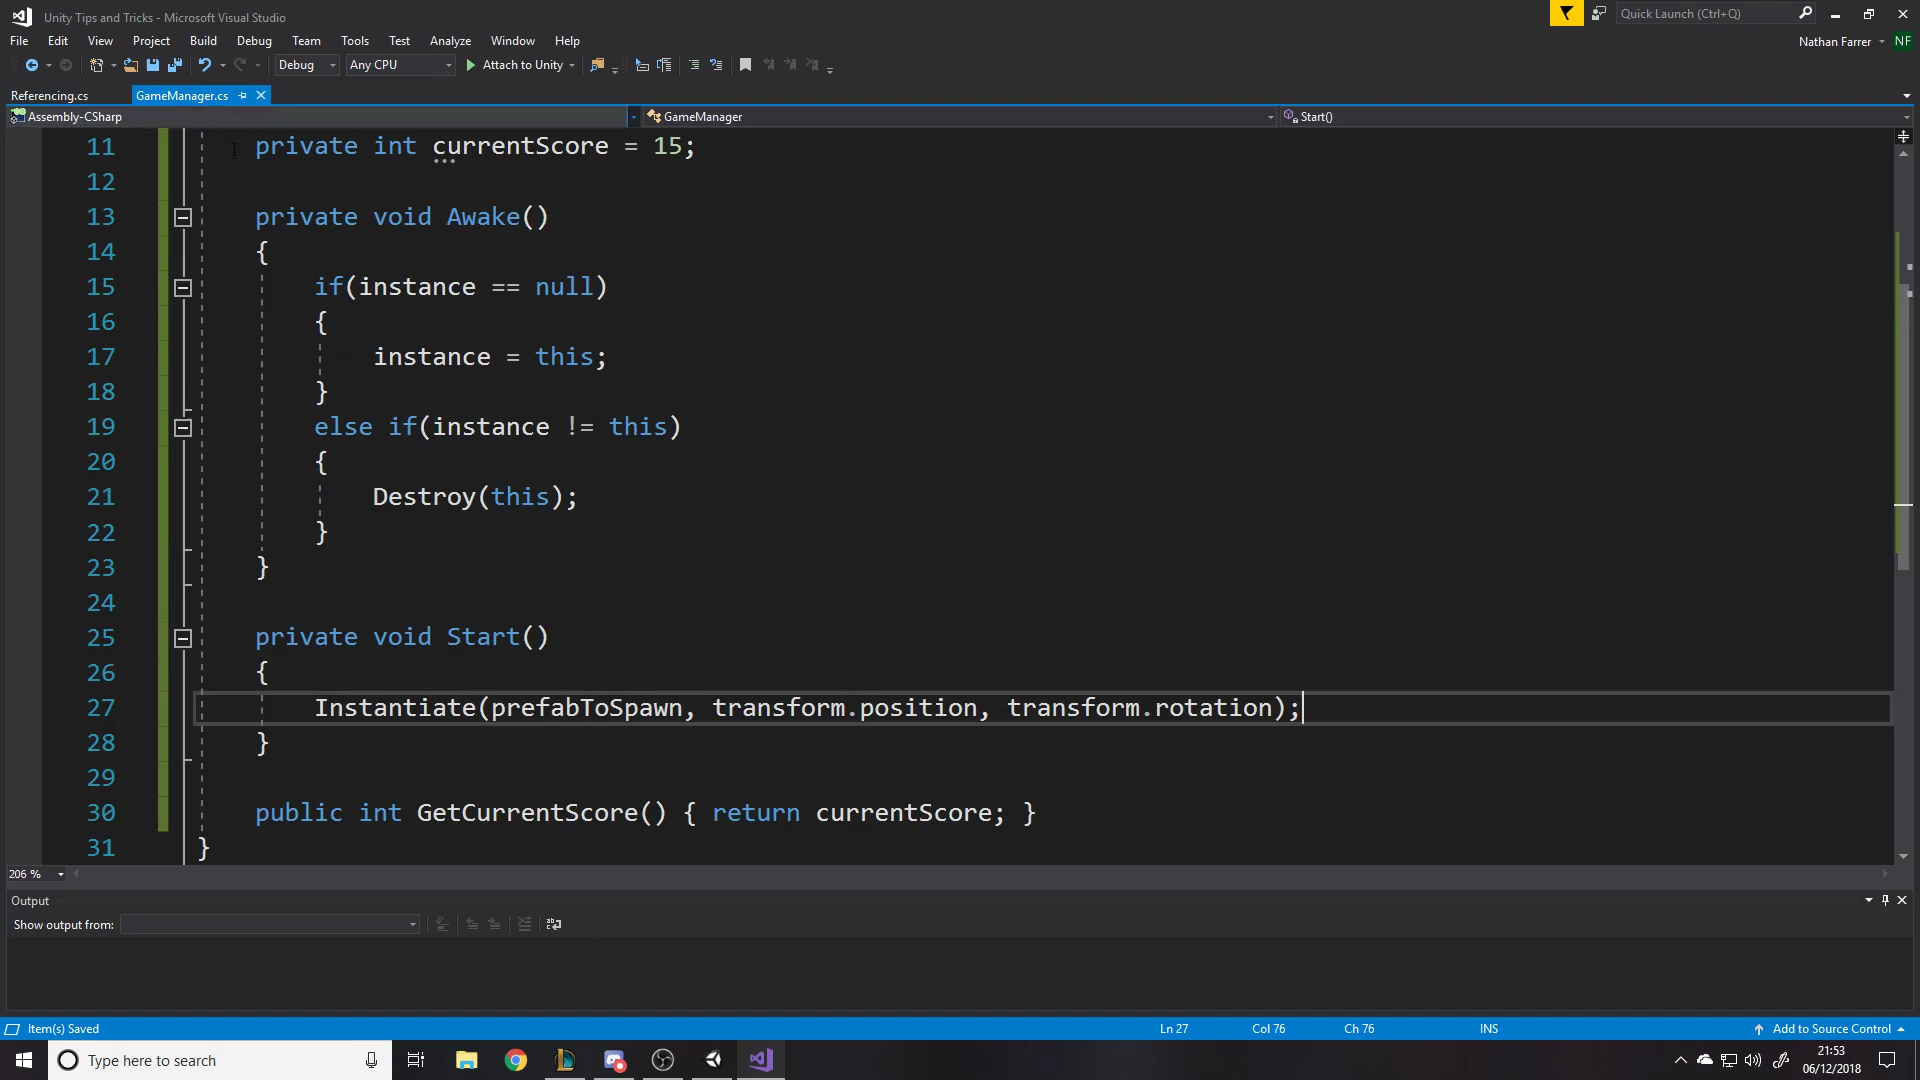 Unity Tips and Tricks - Microsoft Visual Studio
Quick Launch (Ctrl+Q)
File Edit View Project Build Debug Team Tools Test Analyze Window Help
Nathan Farrer NF
Debug Any CPU Attach to Unity
Referencing.cs GameManager.cs
Assembly-CSharp GameManager Start()
11 private int currentScore = 15;
12
13 private void Awake()
14 {
15 if(instance == null)
16 {
17 instance = this;
18 }
19 else if(instance != this)
20 {
21 Destroy(this);
22 }
23 }
24
25 private void Start()
26 {
27 Instantiate(prefabToSpawn, transform.position, transform.rotation);
28 }
29
30 public int GetCurrentScore() { return currentScore; }
31 }
206 %
Output
Show output from:
Item(s) Saved Ln 27 Col 76 Ch 76 INS Add to Source Control
Type here to search
21:53
06/12/2018